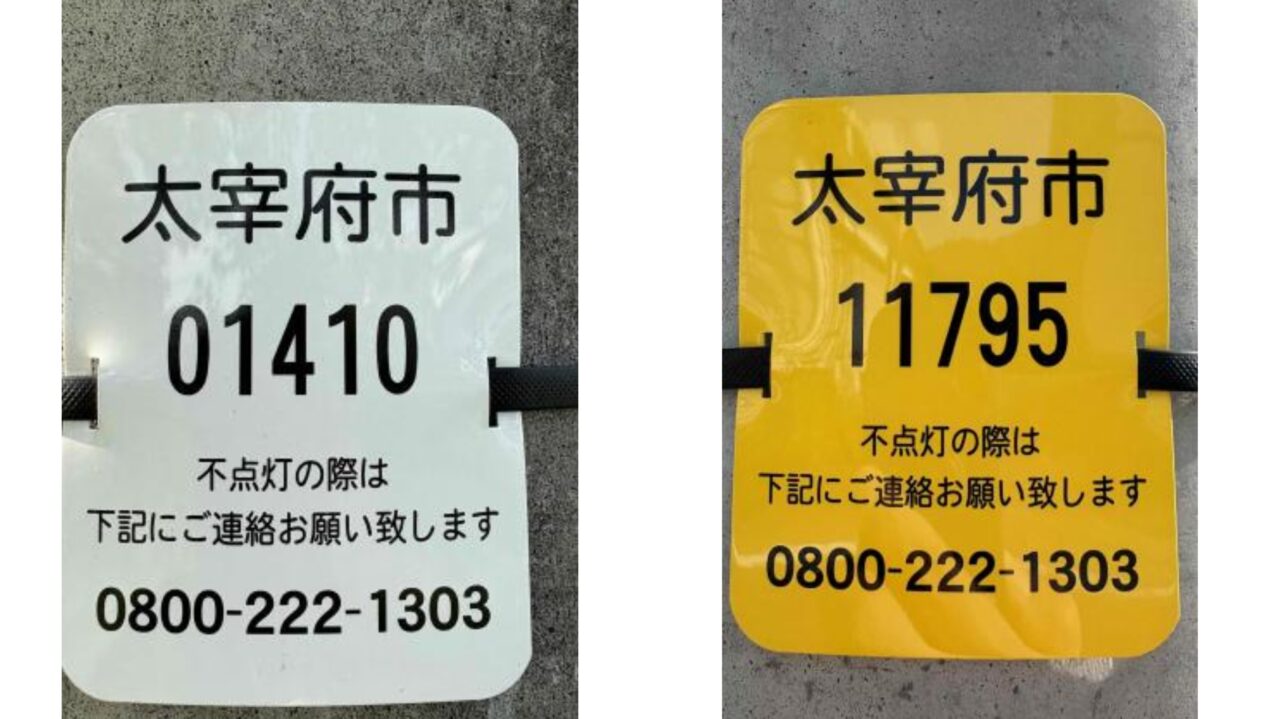 太宰府市
01410
不点灯の際は
下記にご連絡お願い致します
0800-222-1303
太宰府市
11795
不点灯の際は
下記にご連絡お願い致します
0800-222-1303